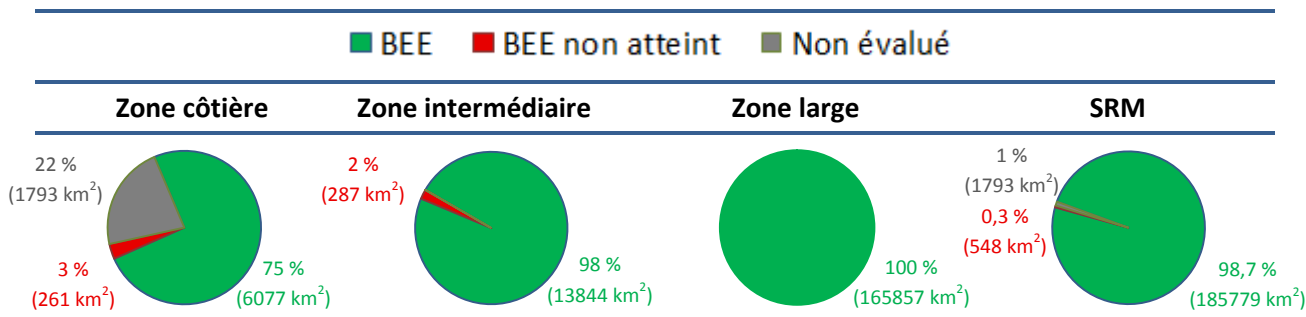 BEE BEE non atteint Non évalué
Zone côtière Zone intermédiaire Zone large SRM
22 %
(1793 km²)
3 %
(261 km²)
75 %
(6077 km²)
2 %
(287 km²)
98 %
(13844 km²)
100 %
(165857 km²)
1 %
(1793 km²)
0,3 %
(548 km²)
98,7 %
(185779 km²)